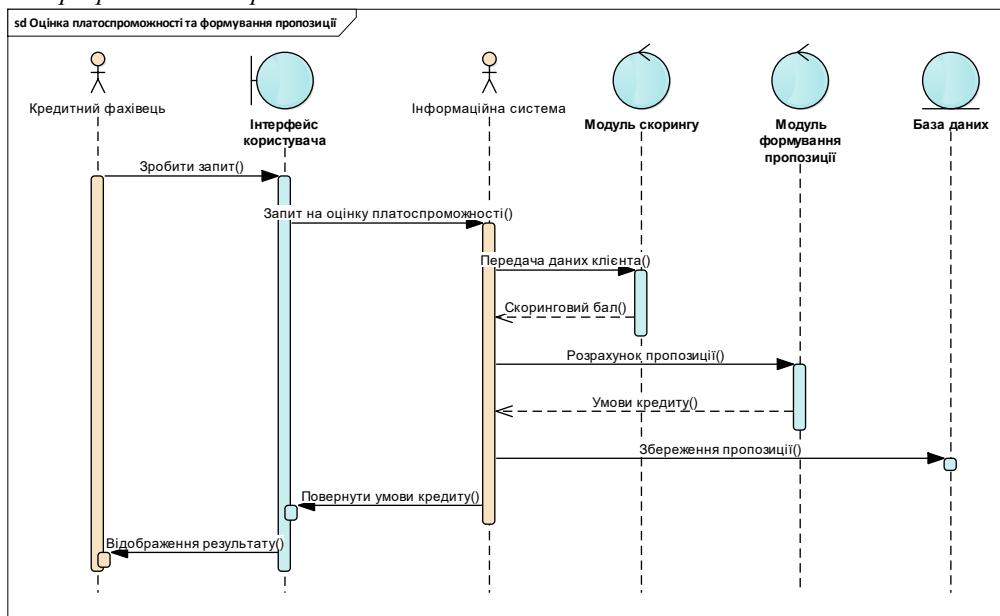 sd Оцінка платоспроможності та формування пропозиції
Кредитний фахівець
Інтерфейс
користувача
Інформаційна система
Модуль скорингу
Модуль
формування
пропозиції
База даних
Зробити запит()
Запит на оцінку платоспроможності()
Передача даних клієнта()
Скоринговий бал()
Розрахунок пропозиції()
Умови кредиту()
Збереження пропозиції()
Повернути умови кредиту()
Відображення результату()